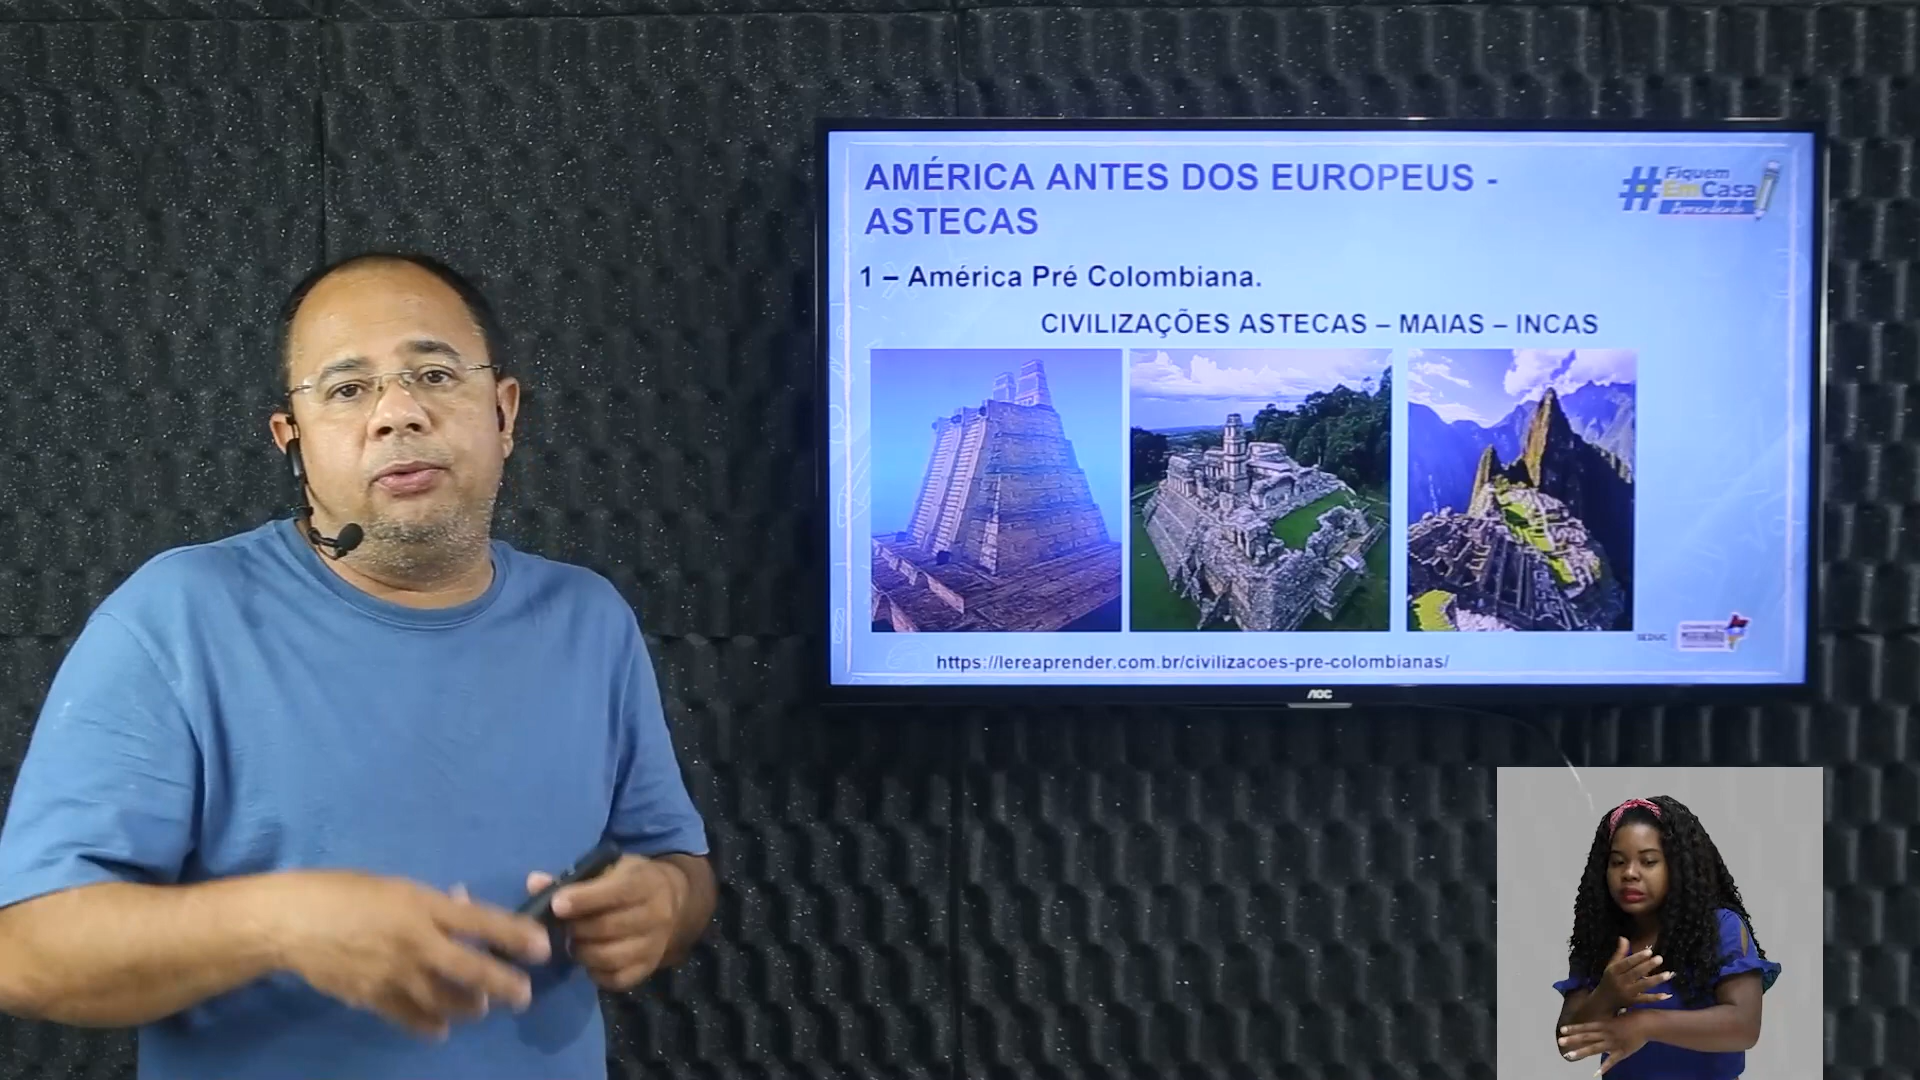 AMÉRICA ANTES DOS EUROPEUS -
ASTECAS
#Fiquem
EmCasa
Aprendendo
1 – América Pré Colombiana.
CIVILIZAÇÕES ASTECAS – MAIAS – INCAS
SEDUC
https://lereaprender.com.br/civilizacoes-pre-colombianas/
AOC